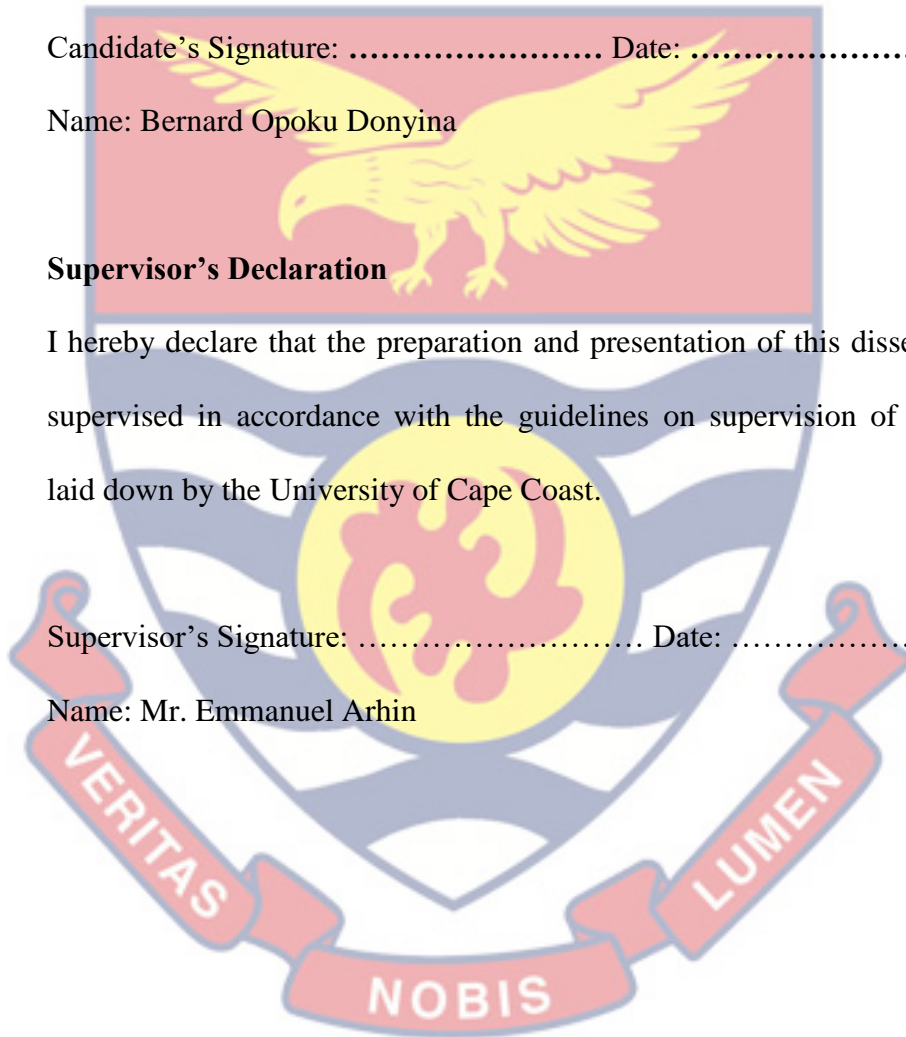 Candidate’s Signature: …………………… Date: …………………
Name: Bernard Opoku Donyina
Supervisor’s Declaration
I hereby declare that the preparation and presentation of this
supervised in accordance with the guidelines on supervision of
laid down by the University of Cape Coast.
Supervisor’s Signature: ……………………… Date: ………………
Name: Mr. Emmanuel Arhin
VERITAS
NOBIS
LUMEN